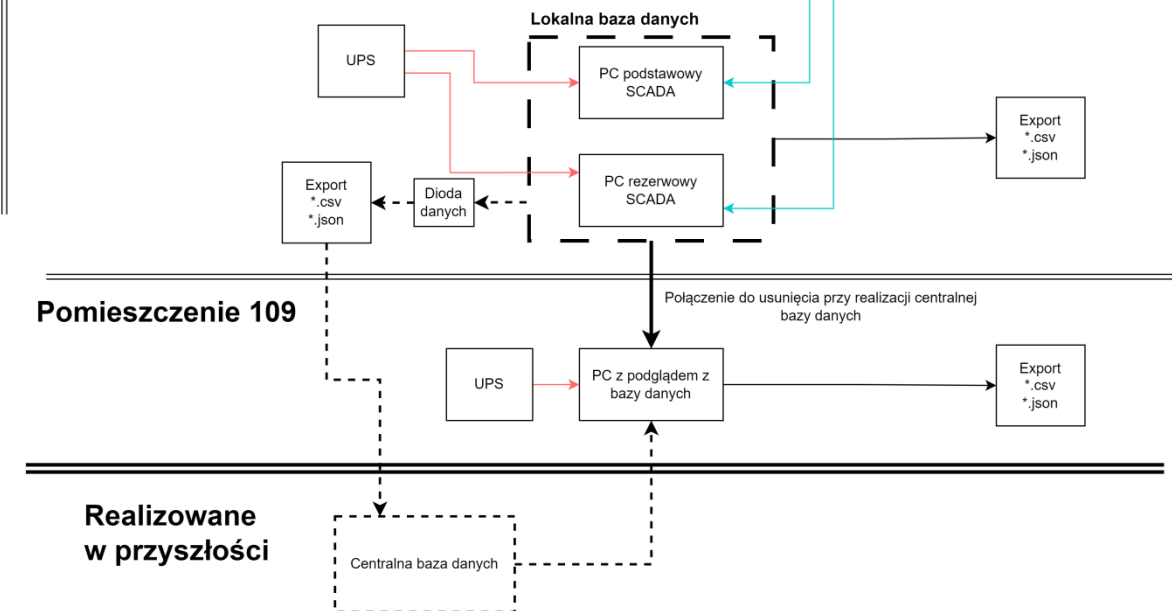 Lokalna baza danych
UPS
PC podstawowy
SCADA
Export
*.csv
*.json
PC rezerwowy
SCADA
Export
*.csv
*.json
Dioda
danych
Połączenie do usunięcia przy realizacji centralnej
bazy danych
Pomieszczenie 109
UPS
PC z podglądem z
bazy danych
Export
*.csv
*.json
Realizowane
w przyszłości
Centralna baza danych